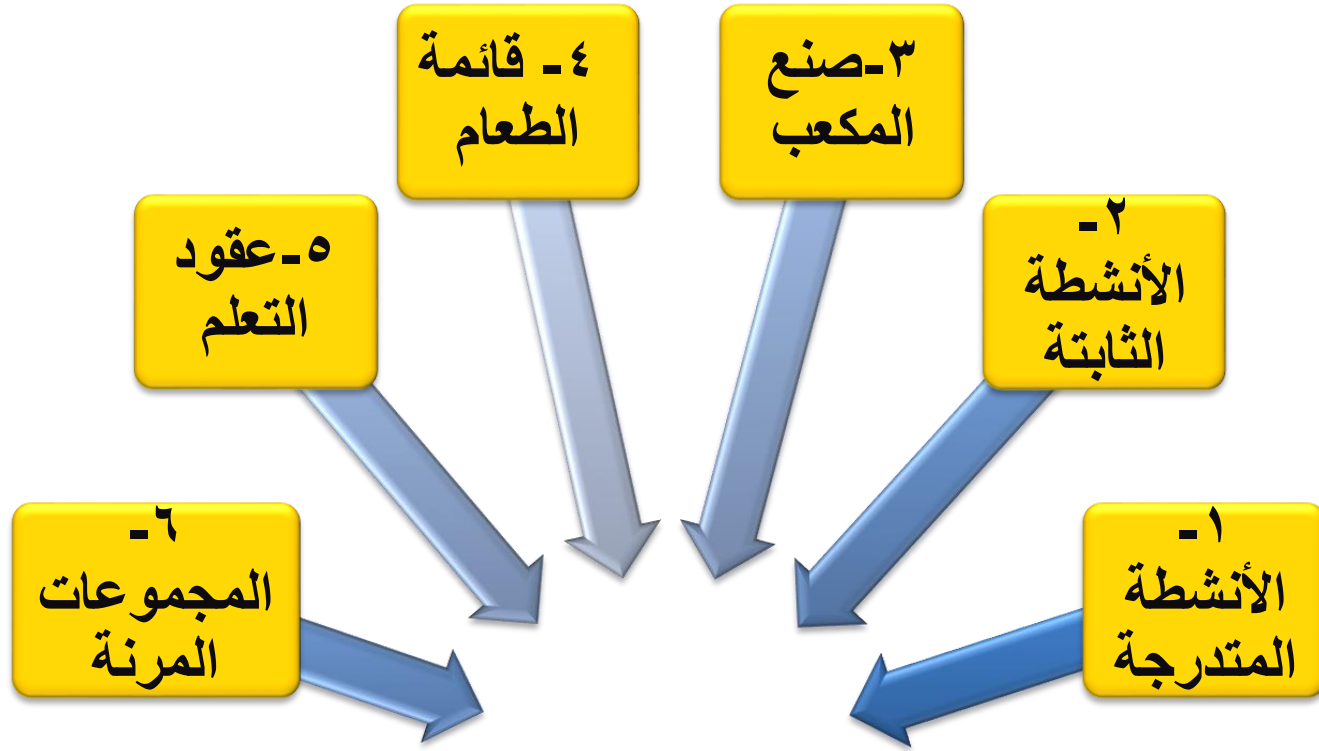 ١-
الأنشطة
المتدرجة
٢-
الأنشطة
الثابتة
٣-صنع
المكعب
٤- قائمة
الطعام
٥-عقود
التعلم
٦-
المجموعات
المرنة